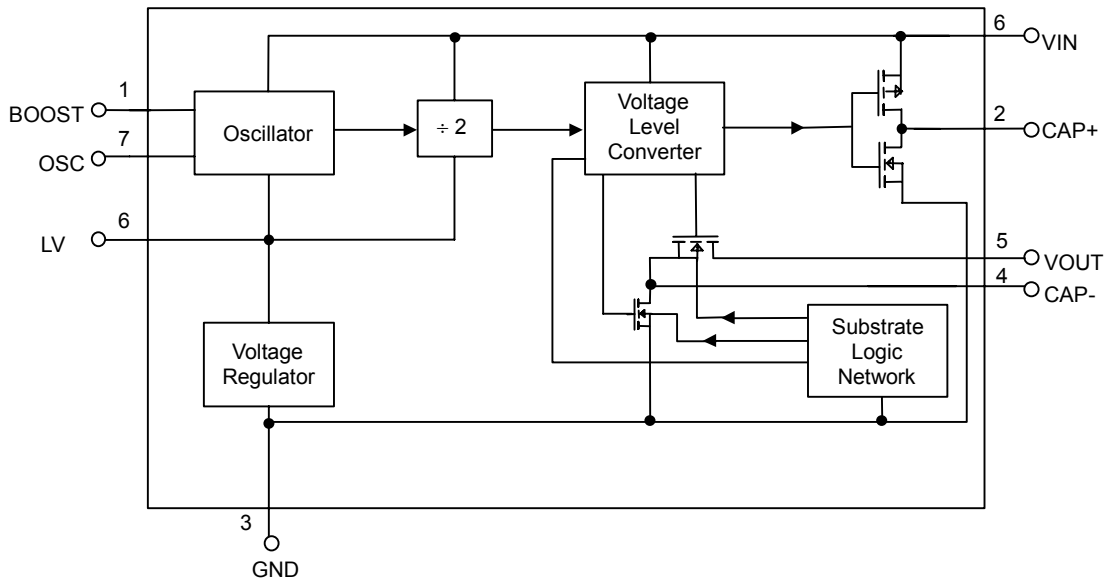 6
VIN
1
BOOST
Oscillator
÷ 2
Voltage
Level
Converter
2
CAP+
7
OSC
6
LV
5
VOUT
4
CAP-
Voltage
Regulator
Substrate
Logic
Network
3
GND